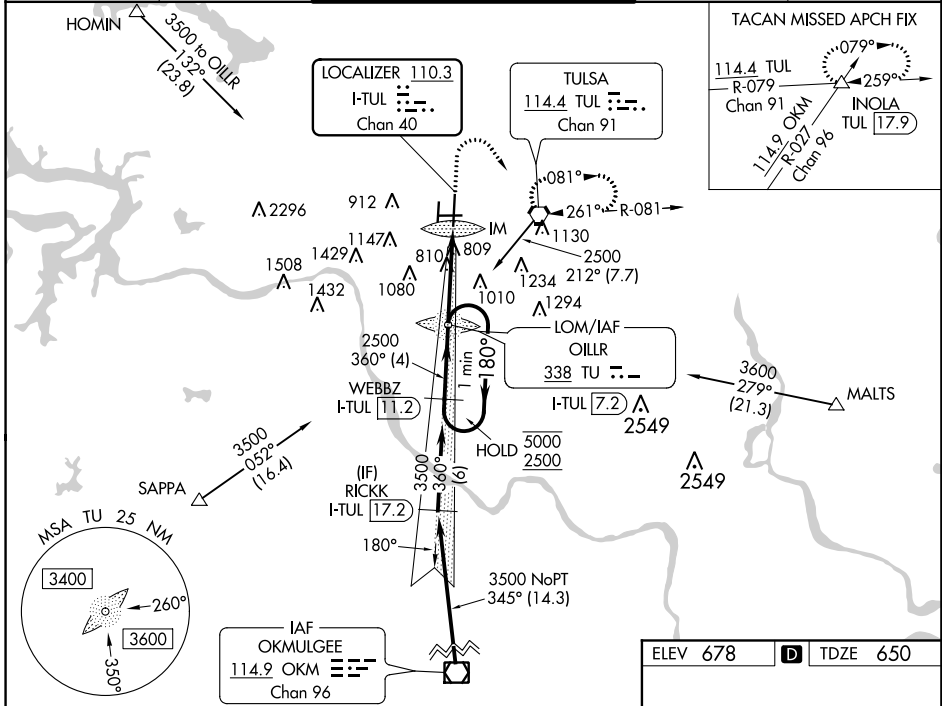 HOMIN
3500 to OILLR
132°
(23.8)
LOCALIZER 110.3
I-TUL
Chan 40
TULSA
114.4 TUL
Chan 91
TACAN MISSED APCH FIX
079°
114.4 TUL
R-079
Chan 91
259°
INOLA
TUL 17.9
114.9 OKM
R-027
Chan 96
081°
261°
R-081
2296
912
IM
1130
1147
1429
810
809
2500
212° (7.7)
1508
1432
1080
1010
1234
1294
2500
360° (4)
1 min
180°
LOM/IAF
OILLR
338 TU
I-TUL 7.2
3600
279°
(21.3)
MALTS
WEBBZ
I-TUL 11.2
2549
HOLD
5000
2500
3500
052°
(16.4)
SAPPA
(IF)
RICKK
I-TUL 17.2
3500
360°
(6)
2549
180°
MSA TU 25 NM
3400
260°
3600
350°
3500 NoPT
345° (14.3)
IAF
OKMULGEE
114.9 OKM
Chan 96
ELEV 678
D
TDZE 650